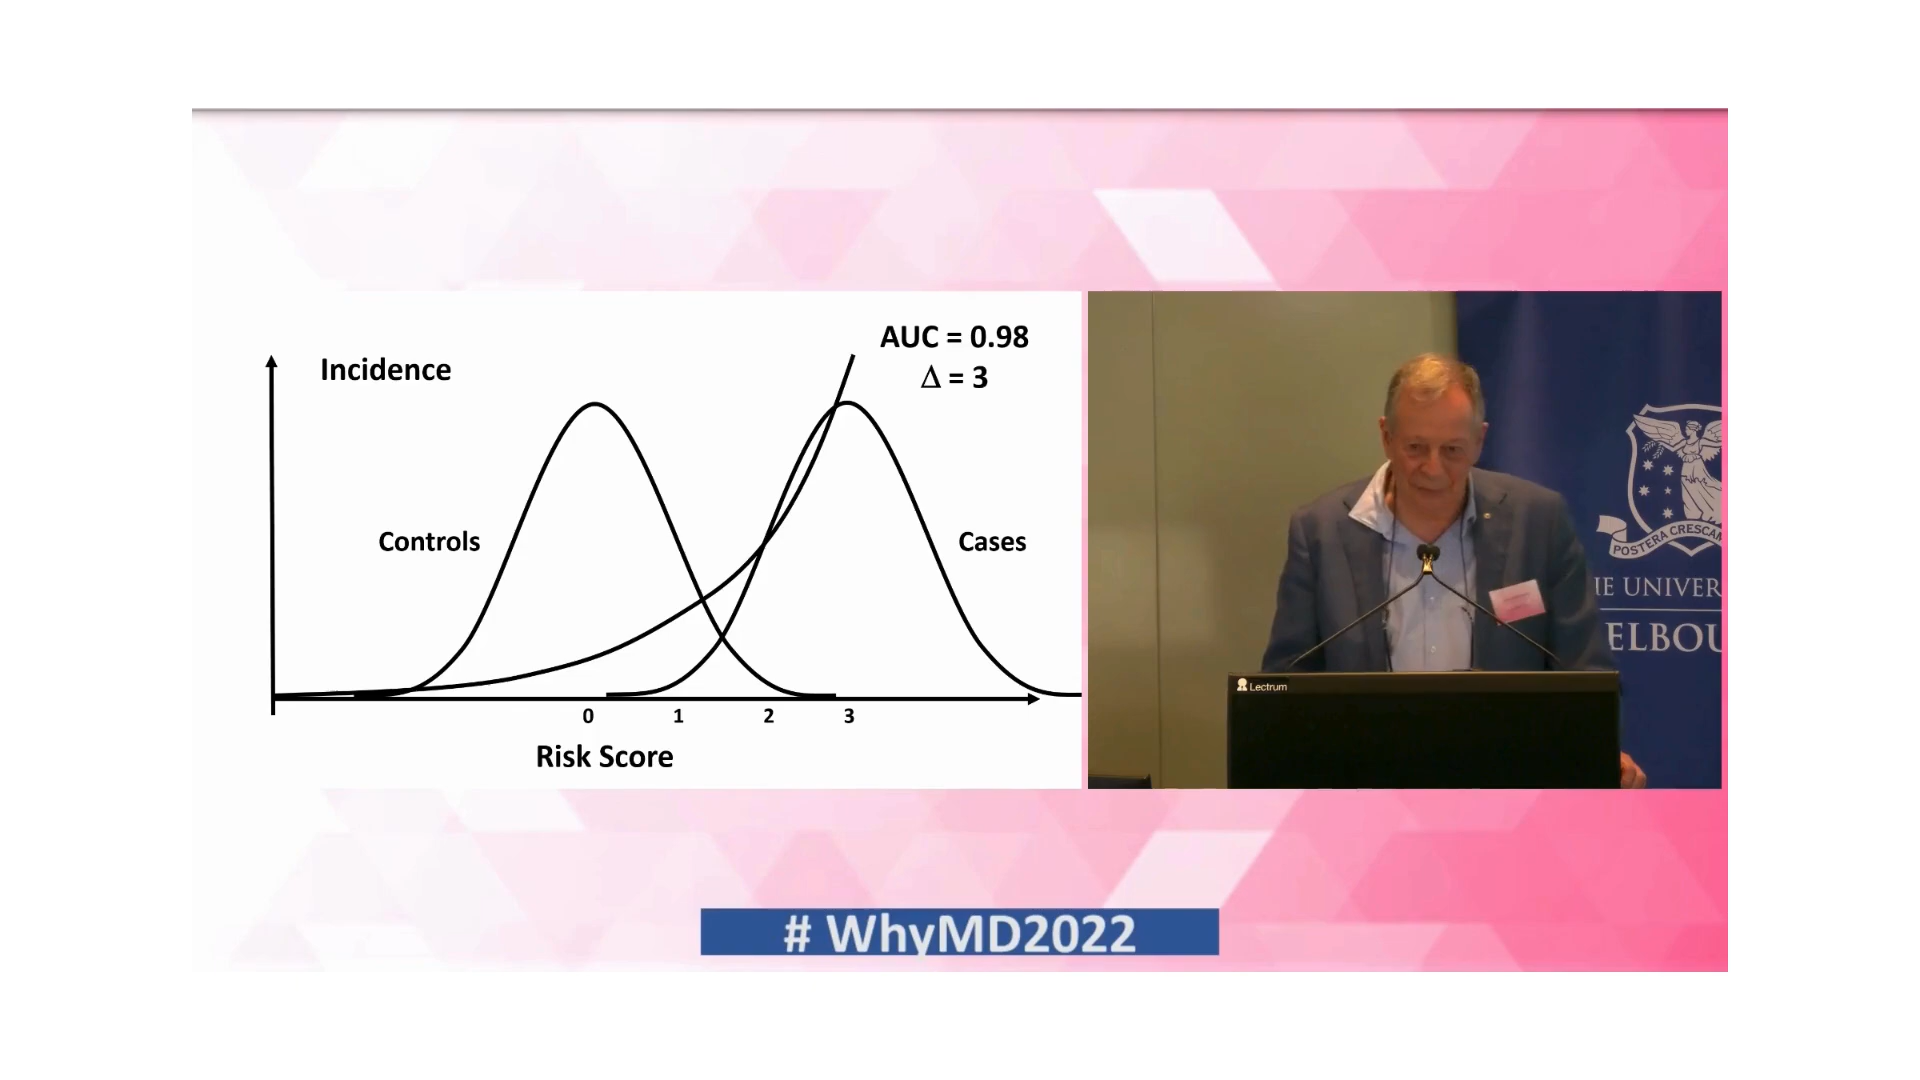 AUC = 0.98
Δ = 3
Incidence
Controls
Cases
0 1 2 3
Risk Score
POSTERA CRESCA
IE UNIVER
ELBOU
Lectrum
# WhyMD2022